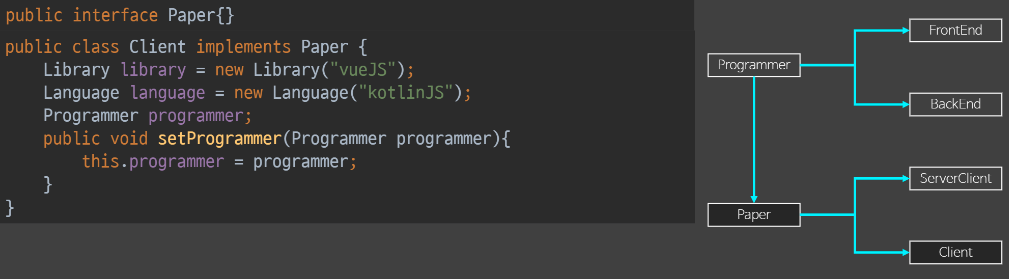 public interface Paper{}
public class Client implements Paper {
    Library library = new Library("vueJS");
    Language language = new Language("kotlinJS");
    Programmer programmer;
    public void setProgrammer(Programmer programmer){
        this.programmer = programmer;
    }
}
FrontEnd
Programmer
BackEnd
ServerClient
Paper
Client